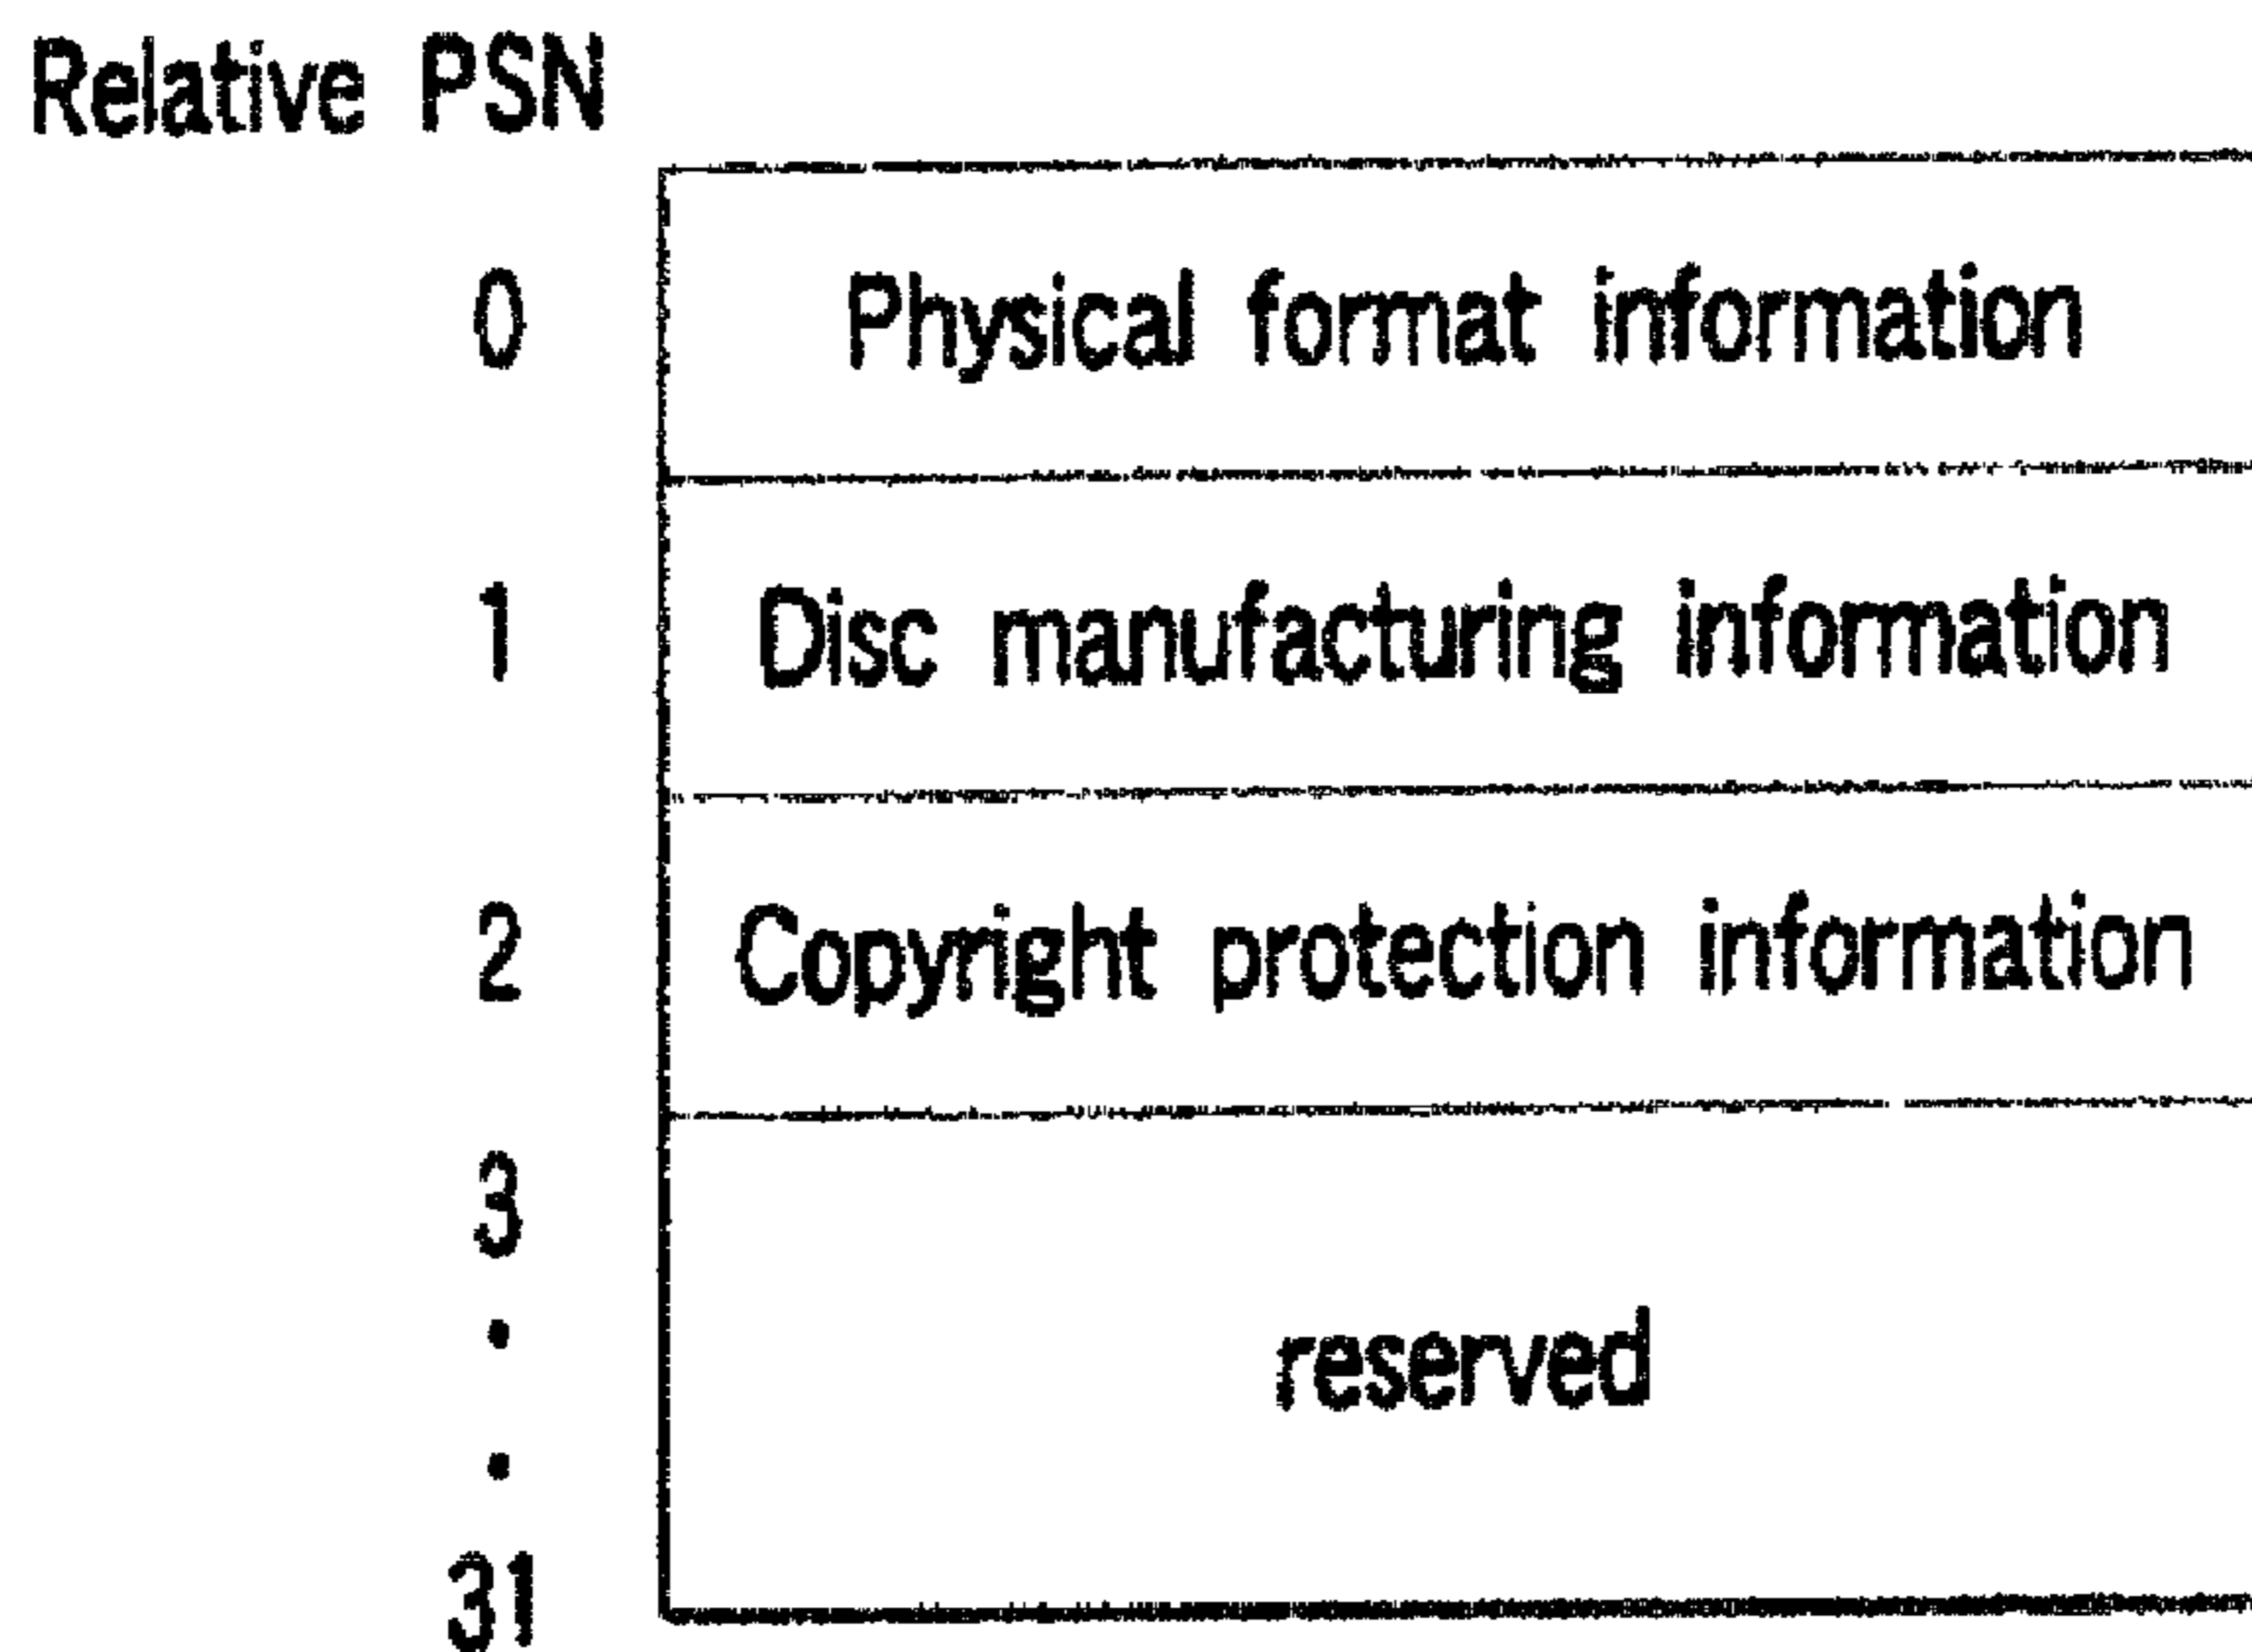 Relative PSN
0 Physical format information
1 Disc manufacturing information
2 Copyright protection information
3
reserved
31